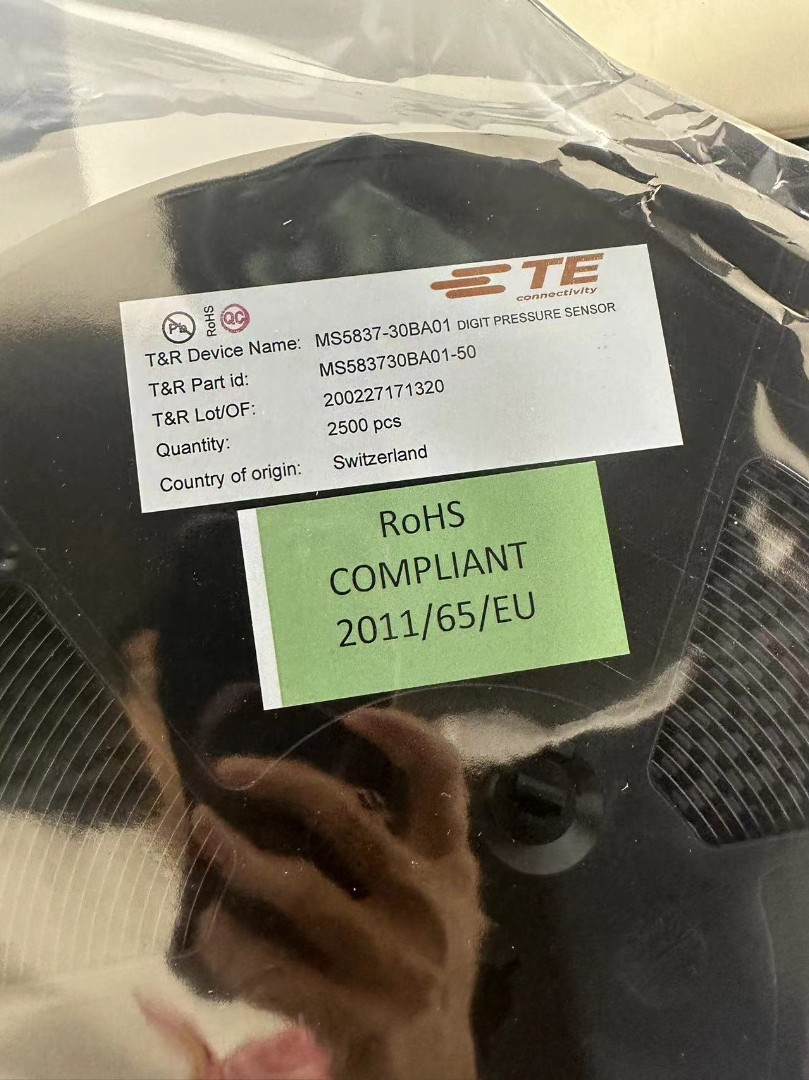 TE
connectivity
Pb
RoHS
QC
T&R Device Name: MS5837-30BA01 DIGIT PRESSURE SENSOR
T&R Part id: MS583730BA01-50
T&R Lot/OF: 200227171320
Quantity: 2500 pcs
Country of origin: Switzerland
RoHS
COMPLIANT
2011/65/EU